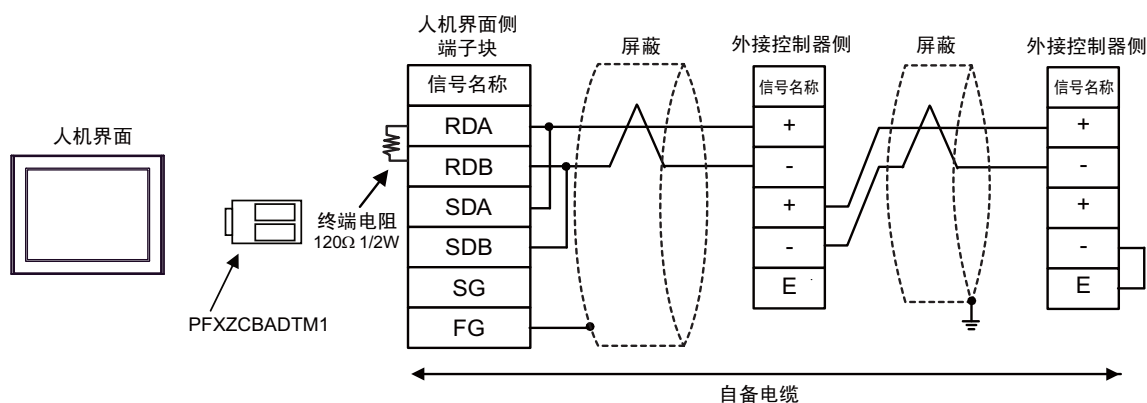 人机界面
PFXZCBADTM1
终端电阻
120Ω 1/2W
人机界面侧
端子块
信号名称
RDA
RDB
SDA
SDB
SG
FG
屏蔽
外接控制器侧
信号名称
+
-
+
-
E
屏蔽
外接控制器侧
信号名称
+
-
+
-
E
自备电缆